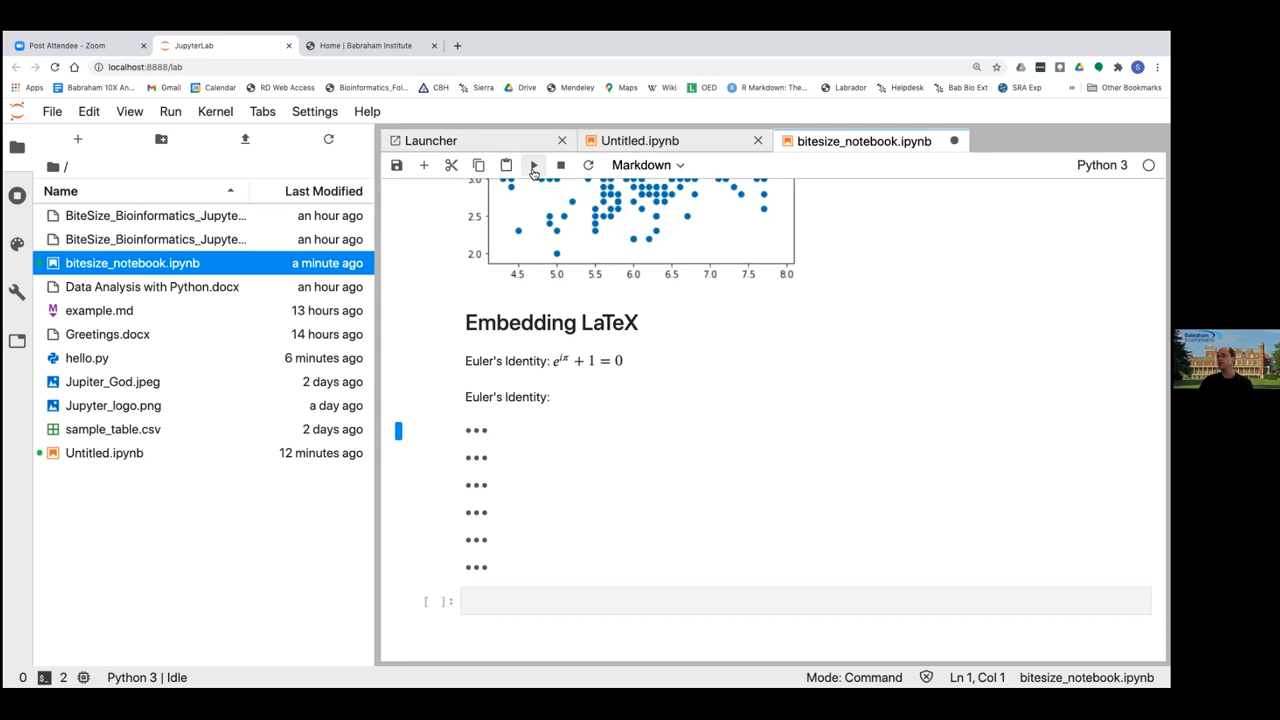 Post Attendee - Zoom
JupyterLab
Home | Babraham Institute
localhost:8888/lab
S
Apps
Babraham 10X An...
Gmail
Calendar
RD Web Access
Bioinformatics_Fol...
CBH
Sierra
Drive
Mendeley
Maps
Wiki
OED
R Markdown: The...
Labrador
Helpdesk
Bab Bio Ext
SRA Exp
Other Bookmarks
File
Edit
View
Run
Kernel
Tabs
Settings
Help
Launcher
Untitled.ipynb
bitesize_notebook.ipynb
Markdown
Python 3
/
Name
Last Modified
BiteSize_Bioinformatics_Jupyte...
an hour ago
BiteSize_Bioinformatics_Jupyte...
an hour ago
bitesize_notebook.ipynb
a minute ago
Data Analysis with Python.docx
an hour ago
example.md
13 hours ago
Greetings.docx
14 hours ago
hello.py
6 minutes ago
Jupiter_God.jpeg
2 days ago
Jupyter_logo.png
a day ago
sample_table.csv
2 days ago
Untitled.ipynb
12 minutes ago
3.0
2.5
2.0
4.5 5.0 5.5 6.0 6.5 7.0 7.5 8.0
Embedding LaTeX
Euler's Identity: e^{iπ} + 1 = 0
Euler's Identity:
[ ]:
0
2
Python 3 | Idle
Mode: Command
Ln 1, Col 1
bitesize_notebook.ipynb
Babraham
Bioinformatics